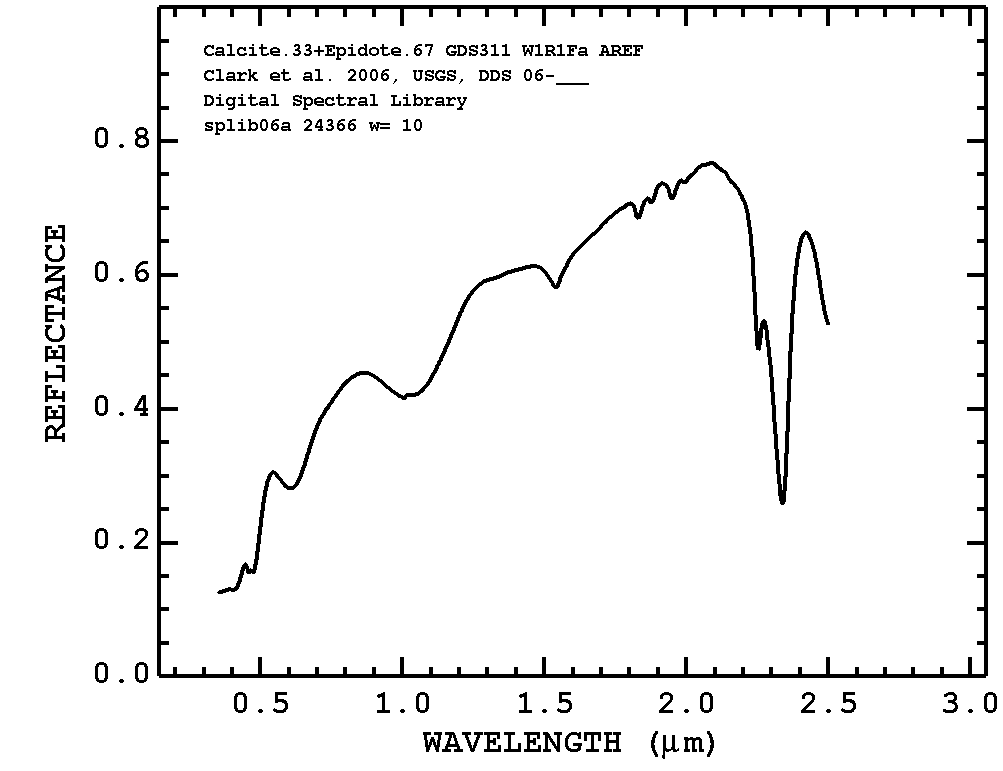 Calcite.33+Epidote.67 GDS311 W1R1Fa AREF
Clark et al. 2006, USGS, DDS 06-___
Digital Spectral Library
splib06a 24366 w= 10
0.8
0.6
0.4
0.2
0.0
REFLECTANCE
0.5 1.0 1.5 2.0 2.5 3.0
WAVELENGTH (μm)